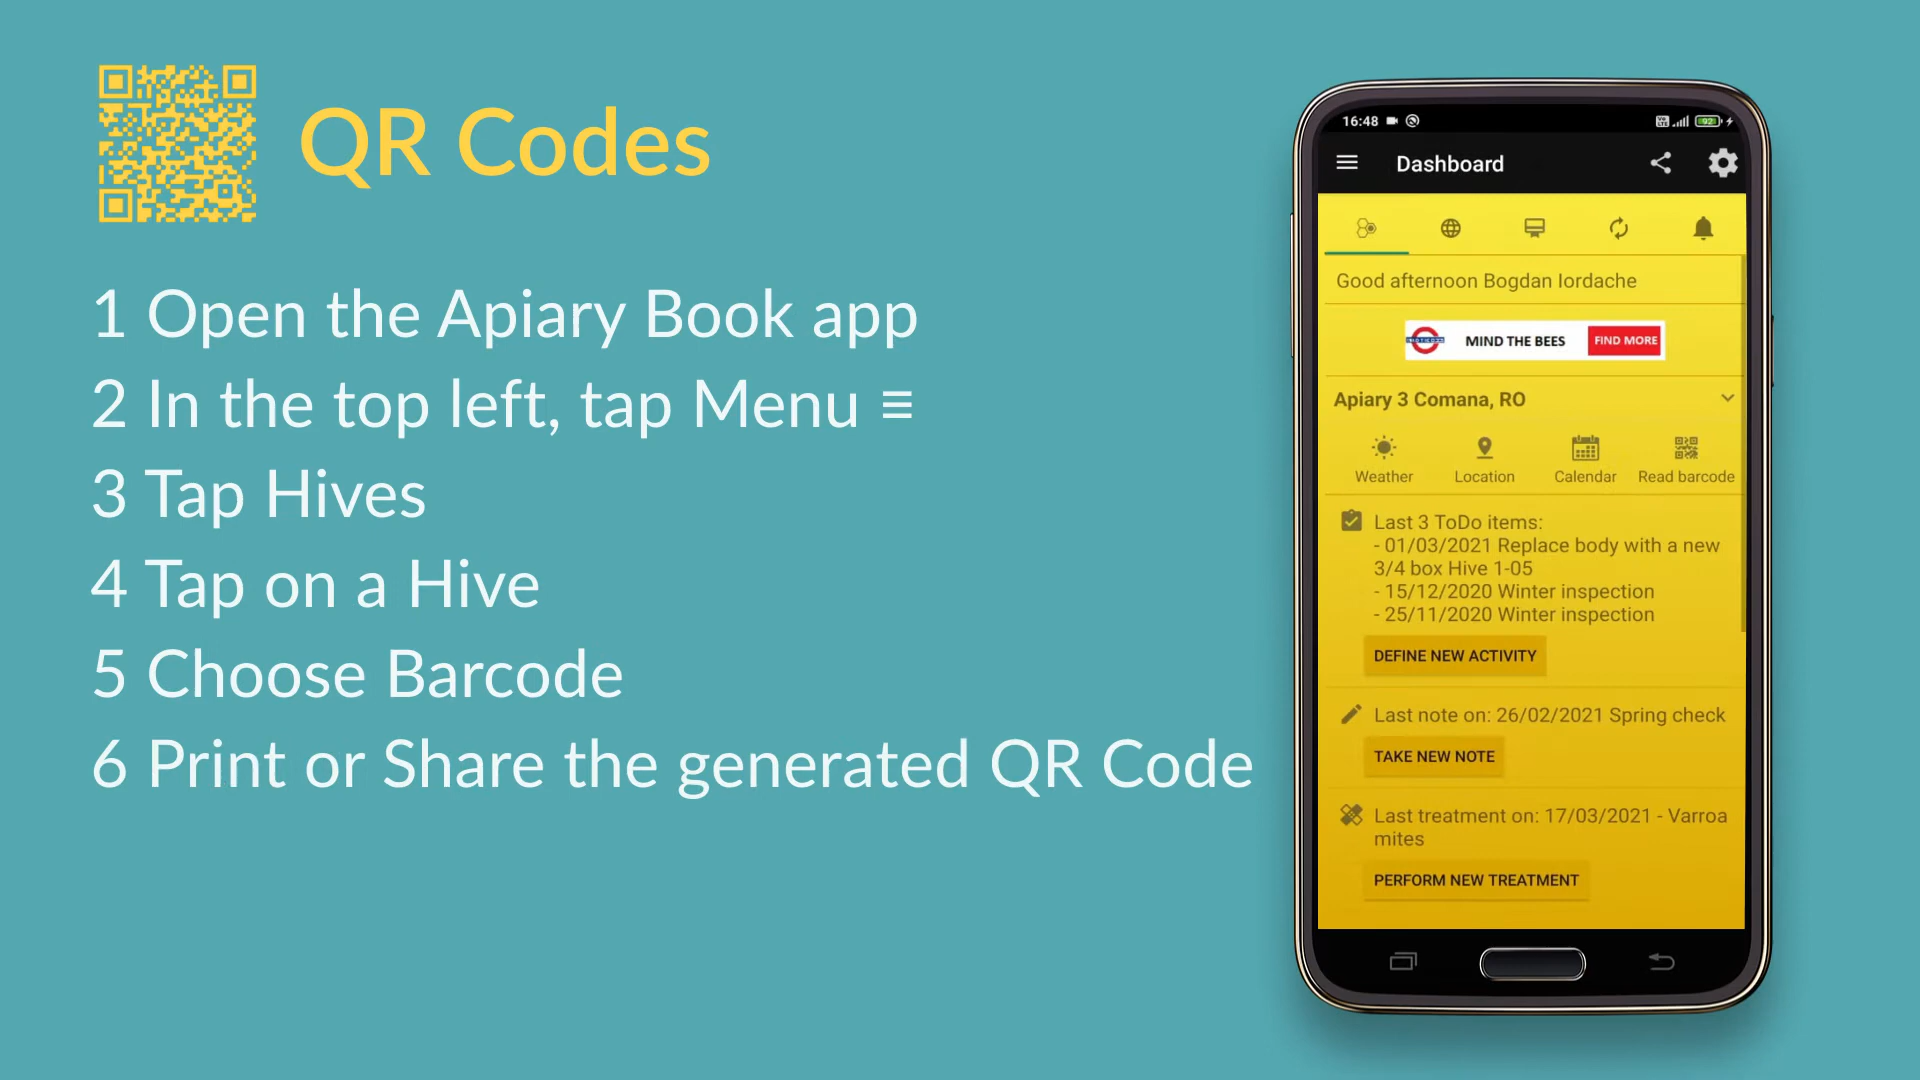 QR Codes
1 Open the Apiary Book app
2 In the top left, tap Menu ≡
3 Tap Hives
4 Tap on a Hive
5 Choose Barcode
6 Print or Share the generated QR Code
16:48
92
Dashboard
Good afternoon Bogdan Iordache
MIND THE BEES
FIND MORE
Apiary 3 Comana, RO
Weather
Location
Calendar
Read barcode
Last 3 ToDo items:
- 01/03/2021 Replace body with a new
3/4 box Hive 1-05
- 15/12/2020 Winter inspection
- 25/11/2020 Winter inspection
DEFINE NEW ACTIVITY
Last note on: 26/02/2021 Spring check
TAKE NEW NOTE
Last treatment on: 17/03/2021 - Varroa
mites
PERFORM NEW TREATMENT